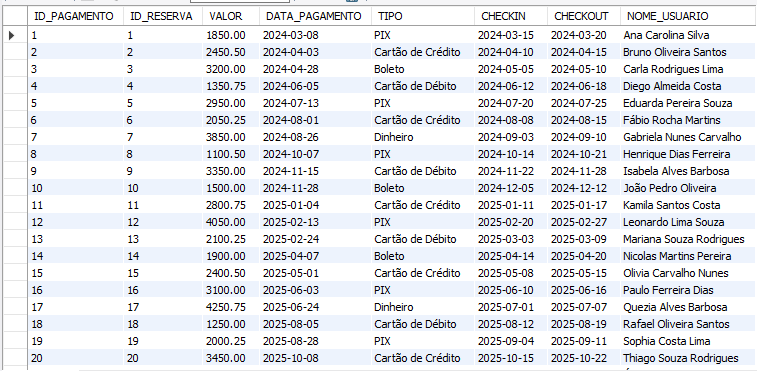 ID_PAGAMENTO ID_RESERVA VALOR DATA_PAGAMENTO TIPO CHECKIN CHECKOUT NOME_USUARIO
1 1 1850.00 2024-03-08 PIX 2024-03-15 2024-03-20 Ana Carolina Silva
2 2 2450.50 2024-04-03 Cartão de Crédito 2024-04-10 2024-04-15 Bruno Oliveira Santos
3 3 3200.00 2024-04-28 Boleto 2024-05-05 2024-05-10 Carla Rodrigues Lima
4 4 1350.75 2024-06-05 Cartão de Débito 2024-06-12 2024-06-18 Diego Almeida Costa
5 5 2950.00 2024-07-13 PIX 2024-07-20 2024-07-25 Eduarda Pereira Souza
6 6 2050.25 2024-08-01 Cartão de Crédito 2024-08-08 2024-08-15 Fábio Rocha Martins
7 7 3850.00 2024-08-26 Dinheiro 2024-09-03 2024-09-10 Gabriela Nunes Carvalho
8 8 1100.50 2024-10-07 PIX 2024-10-14 2024-10-21 Henrique Dias Ferreira
9 9 3350.00 2024-11-15 Cartão de Débito 2024-11-22 2024-11-28 Isabela Alves Barbosa
10 10 1500.00 2024-11-28 Boleto 2024-12-05 2024-12-12 João Pedro Oliveira
11 11 2800.75 2025-01-04 Cartão de Crédito 2025-01-11 2025-01-17 Kamila Santos Costa
12 12 4050.00 2025-02-13 PIX 2025-02-20 2025-02-27 Leonardo Lima Souza
13 13 2100.25 2025-02-24 Cartão de Débito 2025-03-03 2025-03-09 Mariana Souza Rodrigues
14 14 1900.00 2025-04-07 Boleto 2025-04-14 2025-04-20 Nicolas Martins Pereira
15 15 2400.50 2025-05-01 Cartão de Crédito 2025-05-08 2025-05-15 Olivia Carvalho Nunes
16 16 3100.00 2025-06-03 PIX 2025-06-10 2025-06-16 Paulo Ferreira Dias
17 17 4250.75 2025-06-24 Dinheiro 2025-07-01 2025-07-07 Quezia Alves Barbosa
18 18 1250.00 2025-08-05 Cartão de Débito 2025-08-12 2025-08-19 Rafael Oliveira Santos
19 19 2000.25 2025-08-28 PIX 2025-09-04 2025-09-11 Sophia Costa Lima
20 20 3450.00 2025-10-08 Cartão de Crédito 2025-10-15 2025-10-22 Thiago Souza Rodrigues